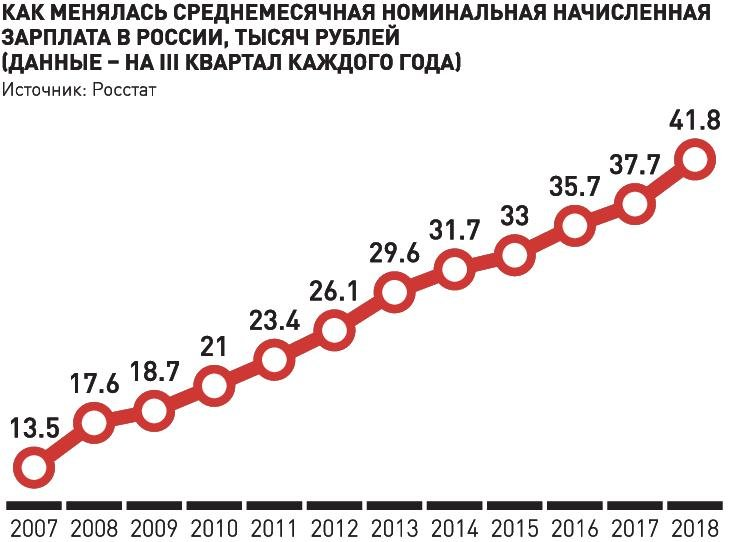 КАК МЕНЯЛАСЬ СРЕДНЕМЕСЯЧНАЯ НОМИНАЛЬНАЯ НАЧИСЛЕННАЯ
ЗАРПЛАТА В РОССИИ, ТЫСЯЧ РУБЛЕЙ
(ДАННЫЕ – НА III КВАРТАЛ КАЖДОГО ГОДА)
Источник: Росстат
13.5 17.6 18.7 21 23.4 26.1 29.6 31.7 33 35.7 37.7 41.8
2007 2008 2009 2010 2011 2012 2013 2014 2015 2016 2017 2018